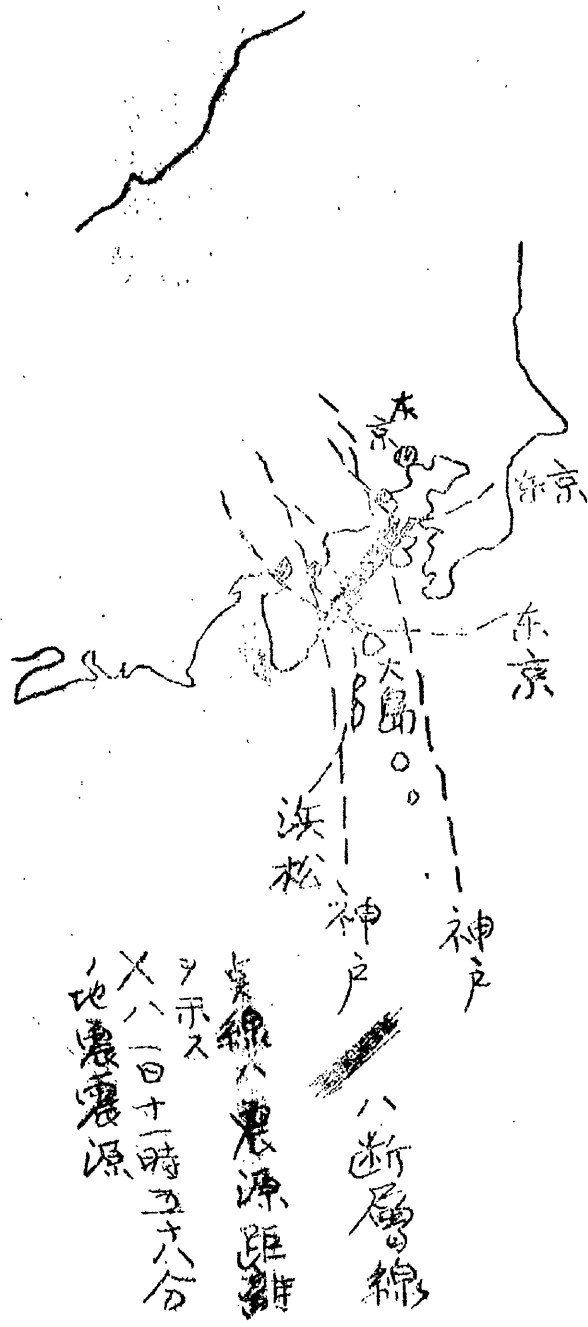 東京
東京
東京
大島
浜松
神戸
神戸
ハ断層線
点線ハ震源距離
ヲ示ス
×ハ一日十一時五十八分
ノ地震震源